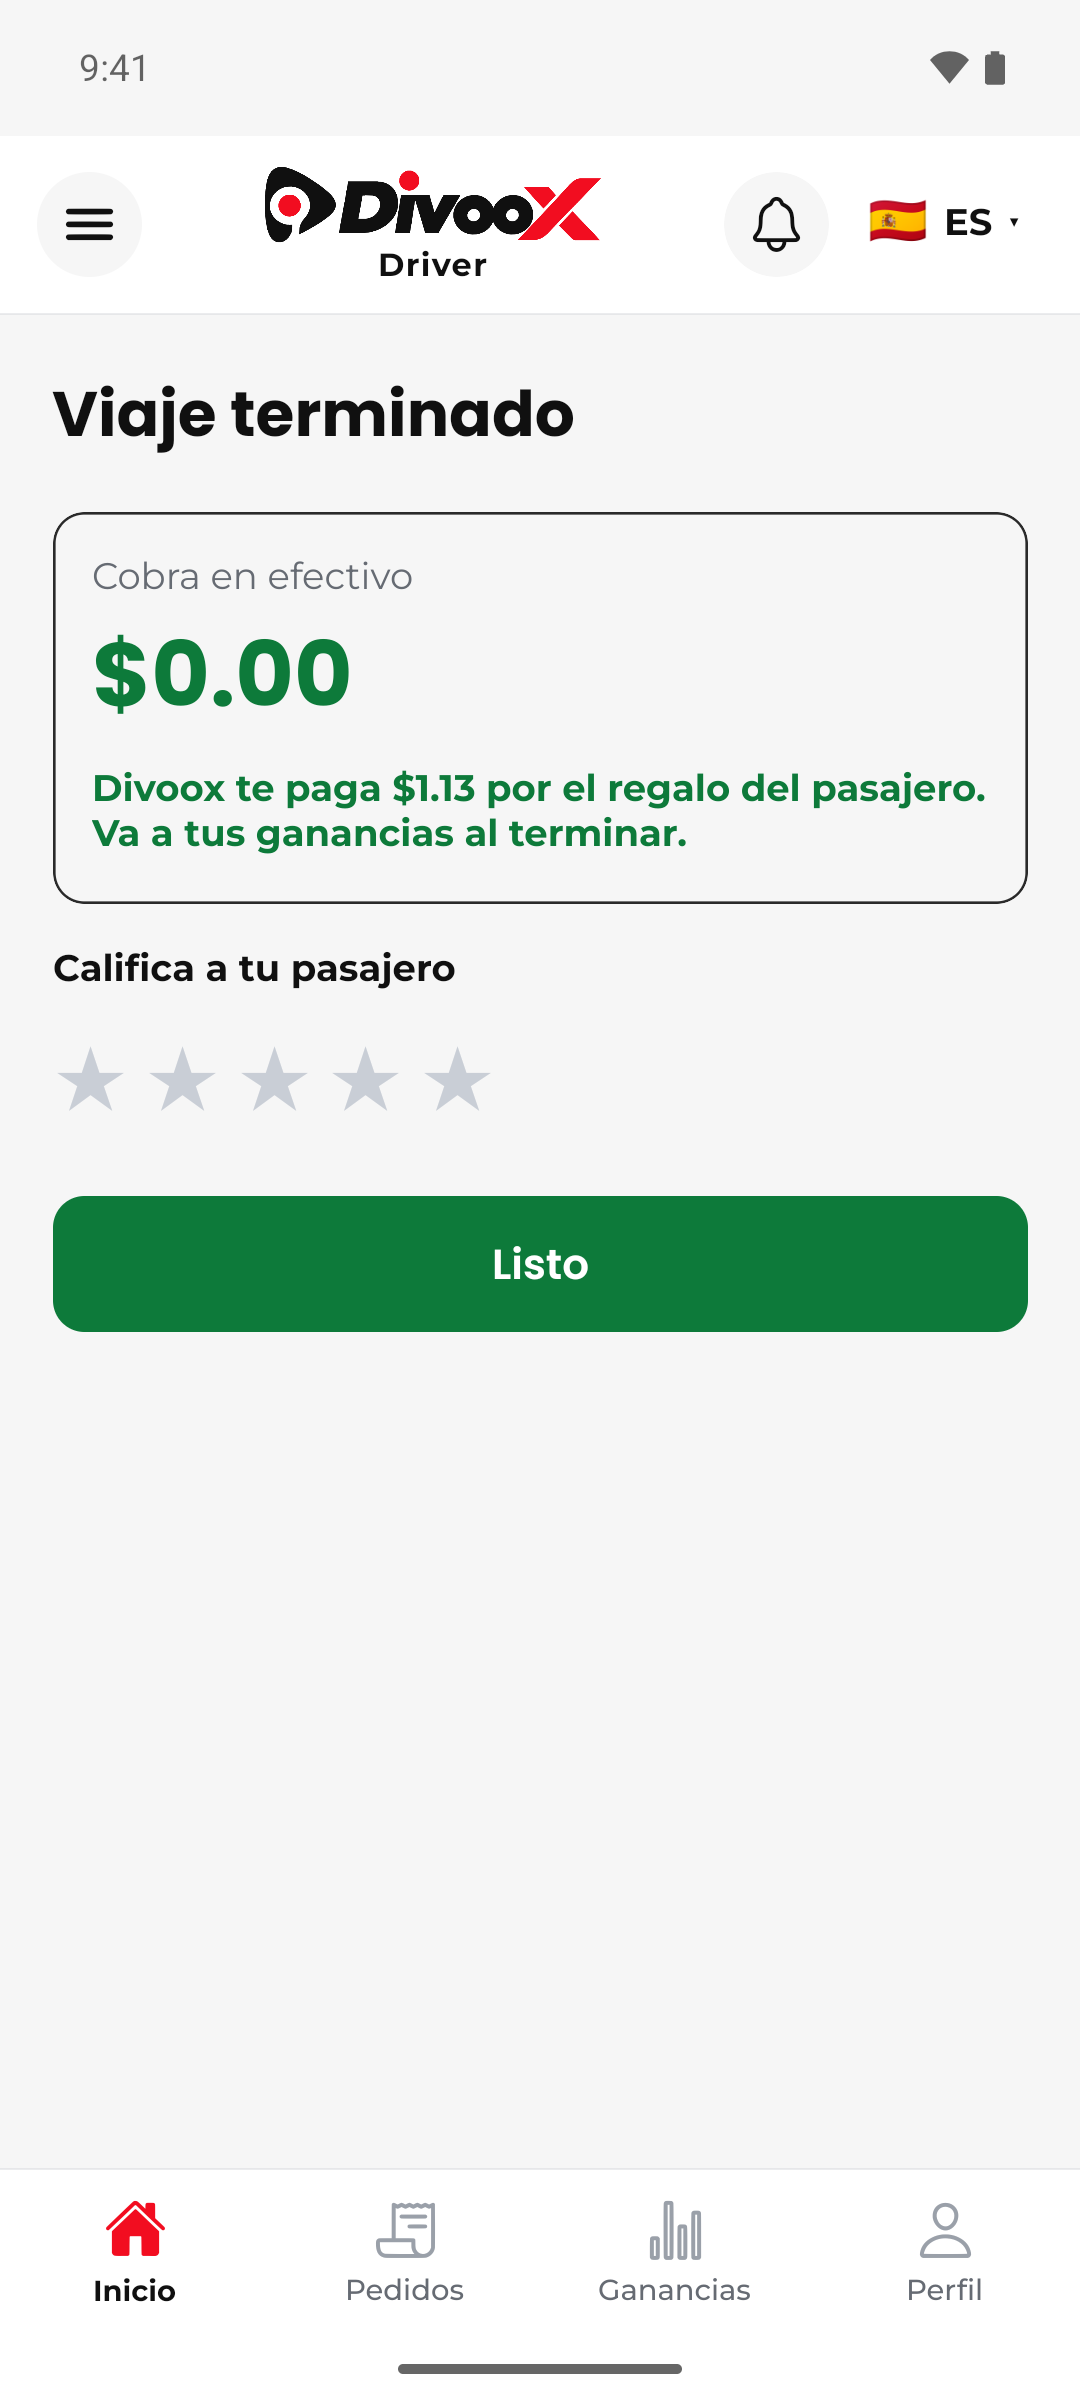 9:41
DivooX
Driver
ES
Viaje terminado
Cobra en efectivo
$0.00
Divoox te paga $1.13 por el regalo del pasajero.
Va a tus ganancias al terminar.
Califica a tu pasajero
Listo
Inicio
Pedidos
Ganancias
Perfil